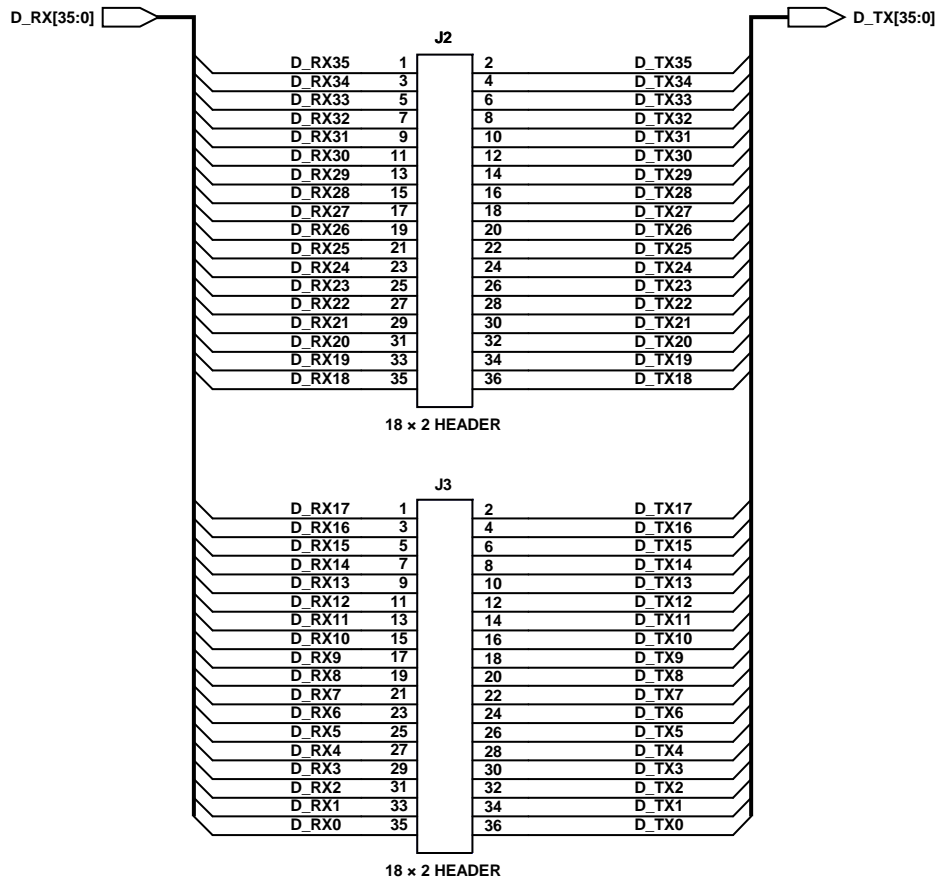 D_RX[35:0] D_TX[35:0]
J2
D_RX35 1 2 D_TX35
D_RX34 3 4 D_TX34
D_RX33 5 6 D_TX33
D_RX32 7 8 D_TX32
D_RX31 9 10 D_TX31
D_RX30 11 12 D_TX30
D_RX29 13 14 D_TX29
D_RX28 15 16 D_TX28
D_RX27 17 18 D_TX27
D_RX26 19 20 D_TX26
D_RX25 21 22 D_TX25
D_RX24 23 24 D_TX24
D_RX23 25 26 D_TX23
D_RX22 27 28 D_TX22
D_RX21 29 30 D_TX21
D_RX20 31 32 D_TX20
D_RX19 33 34 D_TX19
D_RX18 35 36 D_TX18
18 × 2 HEADER
J3
D_RX17 1 2 D_TX17
D_RX16 3 4 D_TX16
D_RX15 5 6 D_TX15
D_RX14 7 8 D_TX14
D_RX13 9 10 D_TX13
D_RX12 11 12 D_TX12
D_RX11 13 14 D_TX11
D_RX10 15 16 D_TX10
D_RX9 17 18 D_TX9
D_RX8 19 20 D_TX8
D_RX7 21 22 D_TX7
D_RX6 23 24 D_TX6
D_RX5 25 26 D_TX5
D_RX4 27 28 D_TX4
D_RX3 29 30 D_TX3
D_RX2 31 32 D_TX2
D_RX1 33 34 D_TX1
D_RX0 35 36 D_TX0
18 × 2 HEADER